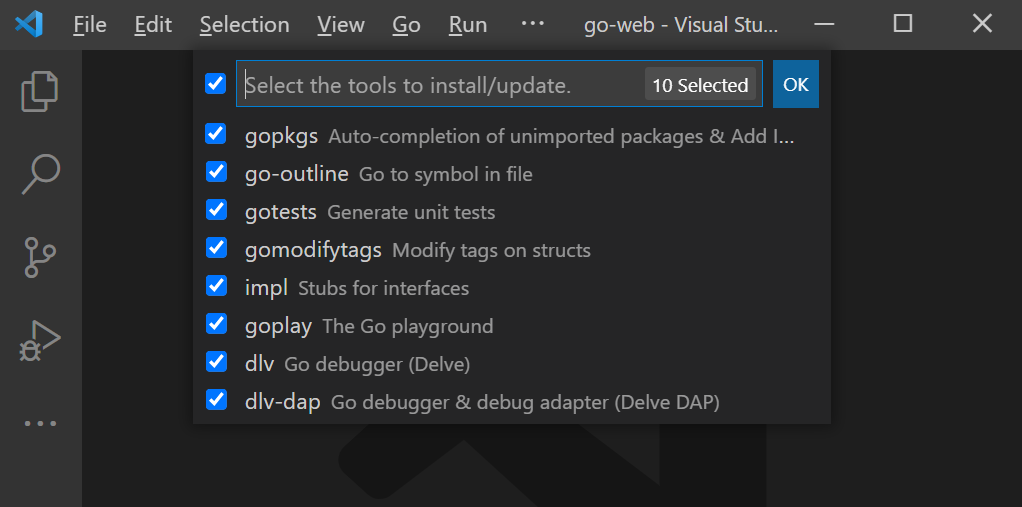 File Edit Selection View Go Run ··· go-web - Visual Stu...
Select the tools to install/update. 10 Selected OK
gopkgs Auto-completion of unimported packages & Add I...
go-outline Go to symbol in file
gotests Generate unit tests
gomodifytags Modify tags on structs
impl Stubs for interfaces
goplay The Go playground
dlv Go debugger (Delve)
dlv-dap Go debugger & debug adapter (Delve DAP)